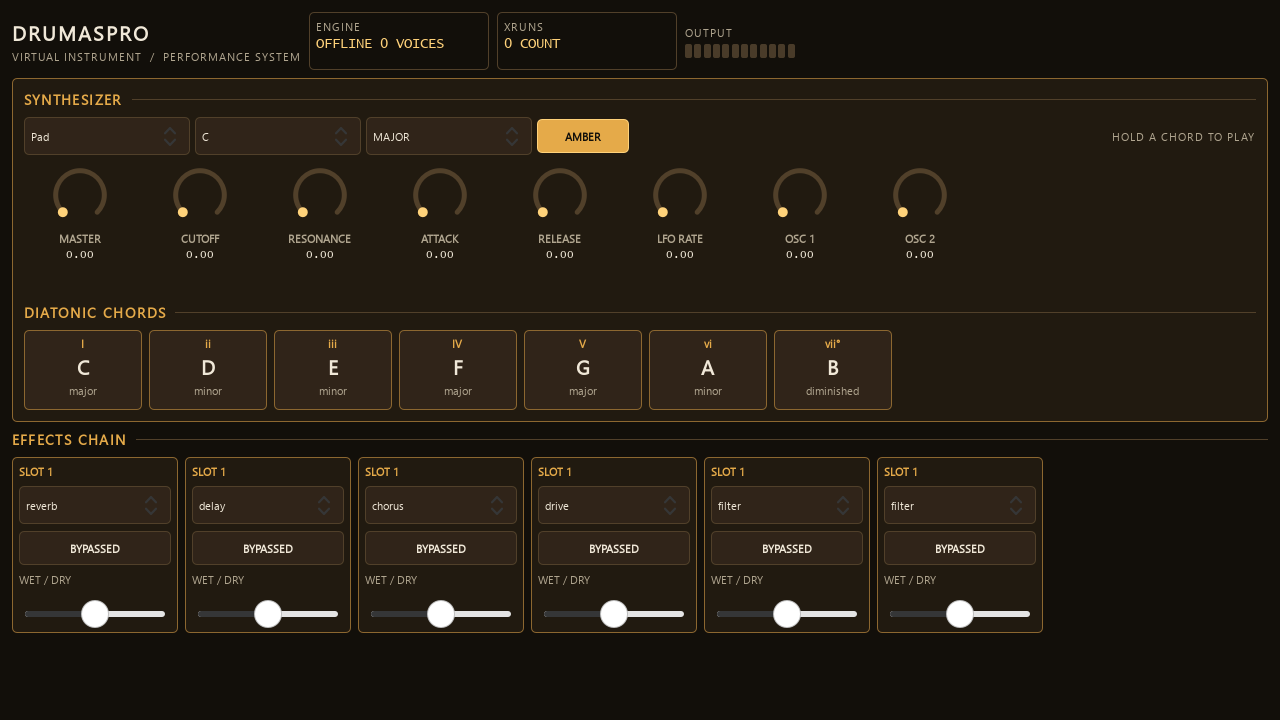 DRUMASPRO
VIRTUAL INSTRUMENT / PERFORMANCE SYSTEM
ENGINE
OFFLINE 0 VOICES
XRUNS
0 COUNT
OUTPUT
SYNTHESIZER
Pad
C
MAJOR
AMBER
HOLD A CHORD TO PLAY
MASTER
0.00
CUTOFF
0.00
RESONANCE
0.00
ATTACK
0.00
RELEASE
0.00
LFO RATE
0.00
OSC 1
0.00
OSC 2
0.00
DIATONIC CHORDS
I
C
major
ii
D
minor
iii
E
minor
IV
F
major
V
G
major
vi
A
minor
vii°
B
diminished
EFFECTS CHAIN
SLOT 1
reverb
BYPASSED
WET / DRY
SLOT 1
delay
BYPASSED
WET / DRY
SLOT 1
chorus
BYPASSED
WET / DRY
SLOT 1
drive
BYPASSED
WET / DRY
SLOT 1
filter
BYPASSED
WET / DRY
SLOT 1
filter
BYPASSED
WET / DRY